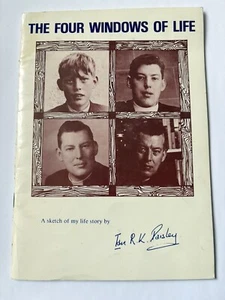 THE FOUR WINDOWS OF LIFE
A sketch of my life story by
Ian R.K. Paisley